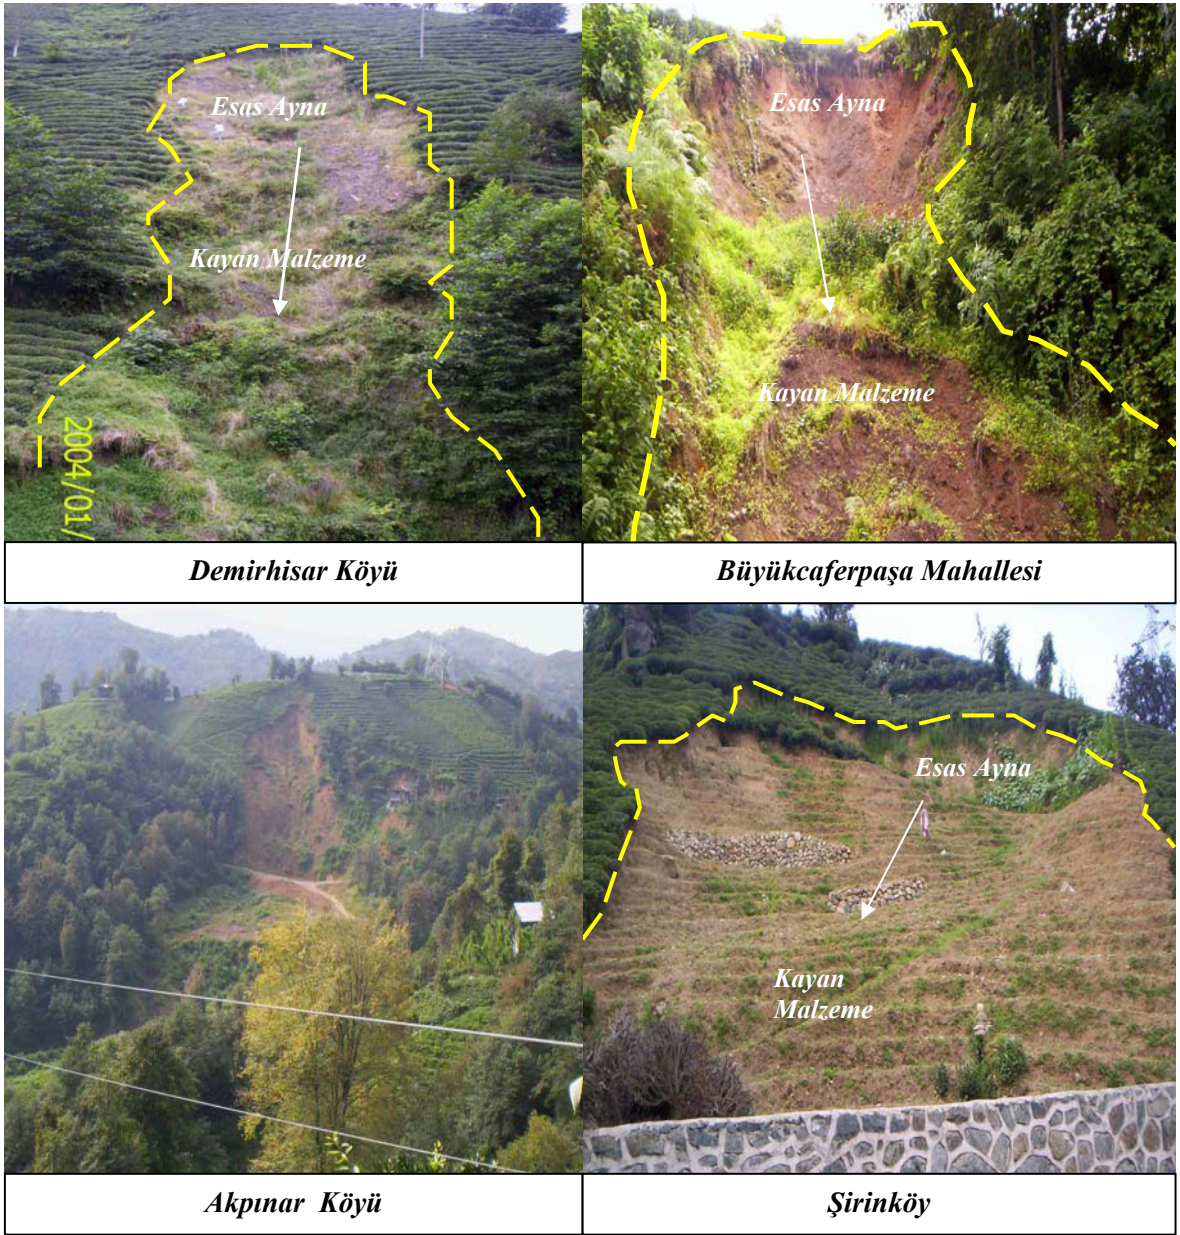 Esas Ayna
Kayan Malzeme
2004/01/
Demirhisar Köyü
Esas Ayna
Kayan Malzeme
Büyükcaferpaşa Mahallesi
Akpınar Köyü
Esas Ayna
Kayan
Malzeme
Şirinköy